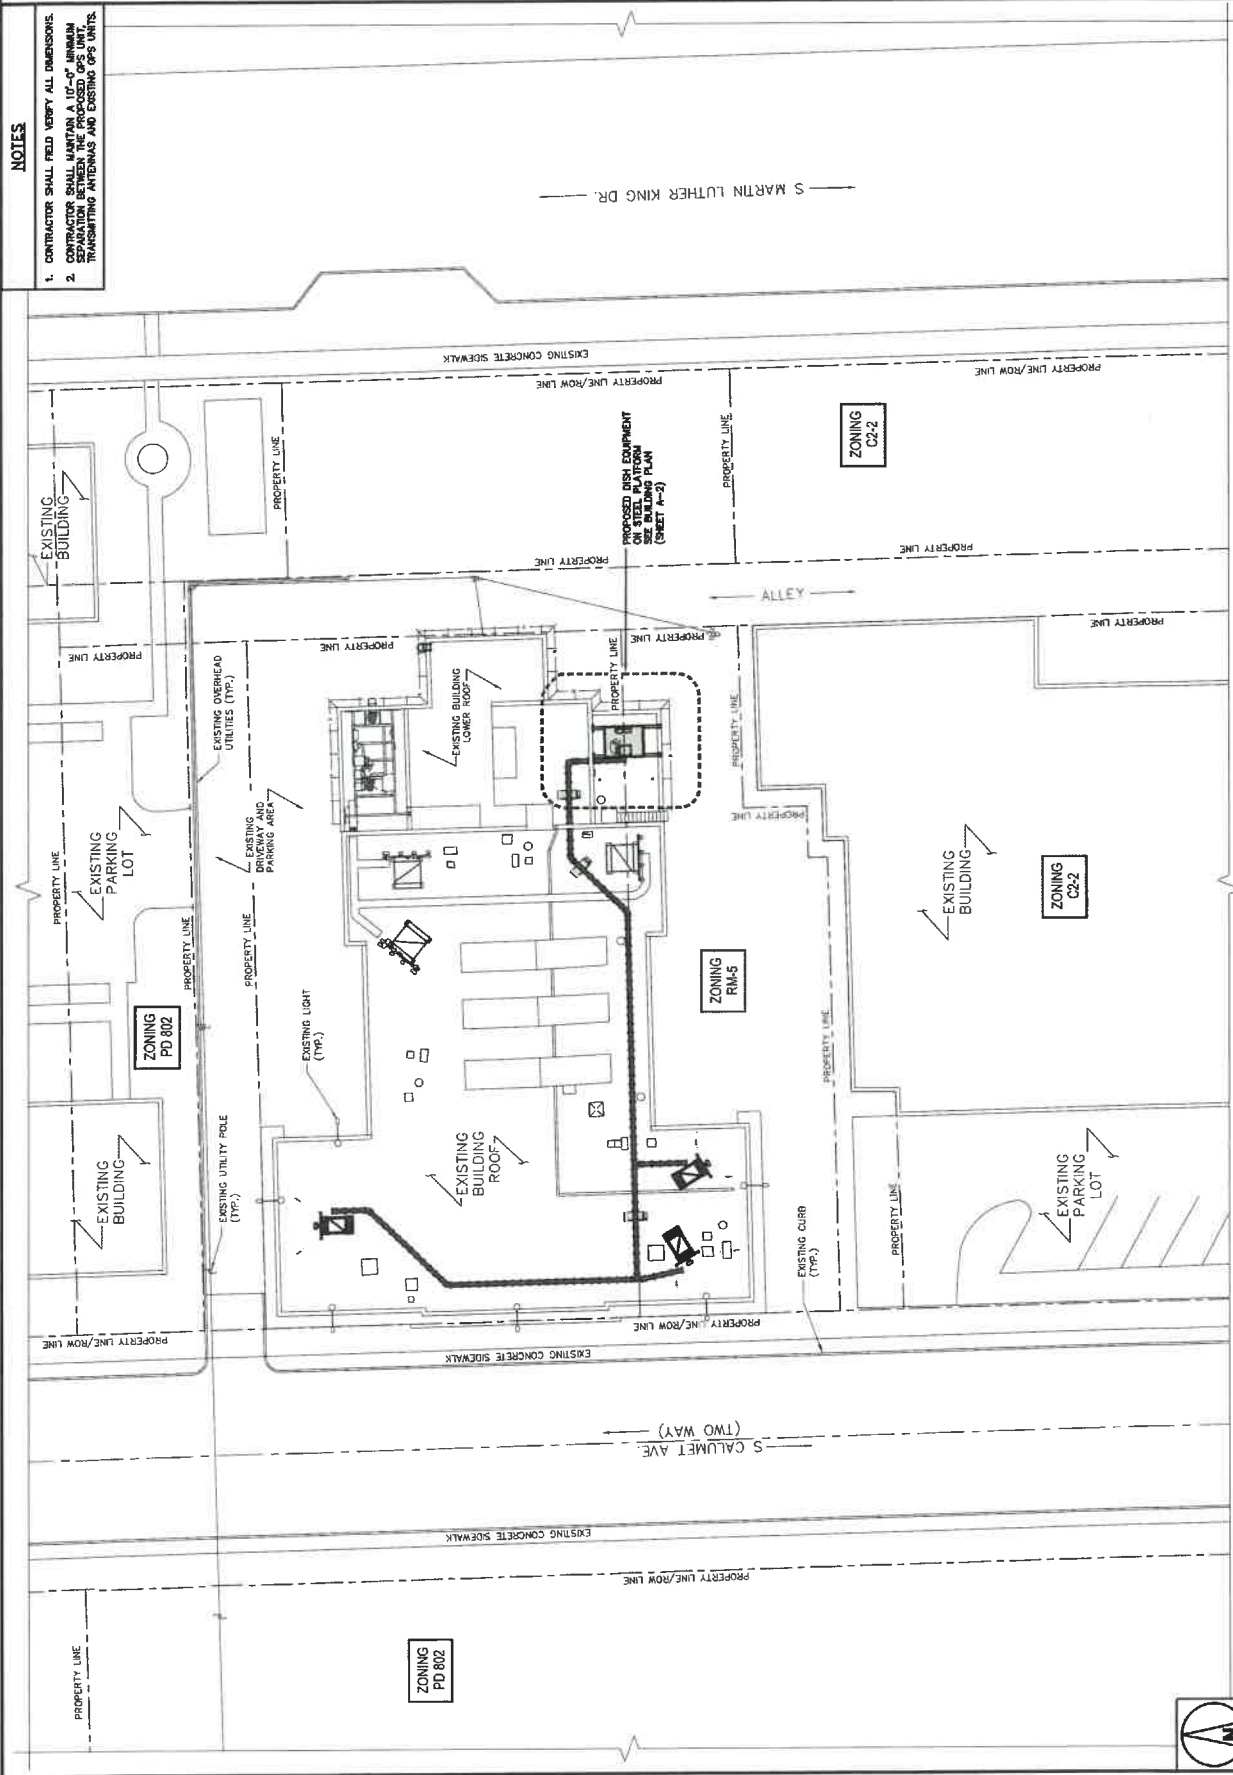 NOTES
1. CONTRACTOR SHALL FIELD VERIFY ALL DIMENSIONS.
2. CONTRACTOR SHALL MAINTAIN A 10'-0" MINIMUM
SEPARATION BETWEEN THE PROPOSED GPS UNIT,
TRANSMITTING ANTENNAS AND EXISTING GPS UNITS.
S MARTIN LUTHER KING DR.
EXISTING CONCRETE SIDEWALK
PROPERTY LINE/ROW LINE
PROPERTY LINE/ROW LINE
EXISTING
BUILDING
PROPERTY LINE
PROPOSED DISH EQUIPMENT
ON STEEL PLATFORM
SEE BUILDING PLAN
(SHEET A-2)
PROPERTY LINE
ZONING
C2-2
PROPERTY LINE
PROPERTY LINE
ALLEY
PROPERTY LINE
PROPERTY LINE
PROPERTY LINE
PROPERTY LINE
PROPERTY LINE
EXISTING OVERHEAD
UTILITIES (TYP.)
EXISTING BUILDING
LOWER ROOF
PROPERTY LINE
PROPERTY LINE
PROPERTY LINE
EXISTING
PARKING
LOT
EXISTING
DRIVEWAY AND
PARKING AREA
PROPERTY LINE
PROPERTY LINE
EXISTING
BUILDING
ZONING
C2-2
ZONING
PD 802
EXISTING LIGHT
(TYP.)
ZONING
RM-5
PROPERTY LINE
EXISTING
BUILDING
EXISTING UTILITY POLE
(TYP.)
EXISTING
BUILDING
ROOF
EXISTING CURB
(TYP.)
PROPERTY LINE
EXISTING
PARKING
LOT
PROPERTY LINE/ROW LINE
PROPERTY LINE/ROW LINE
EXISTING CONCRETE SIDEWALK
S CALUMET AVE.
(TWO WAY)
EXISTING CONCRETE SIDEWALK
PROPERTY LINE/ROW LINE
PROPERTY LINE
ZONING
PD 802
N